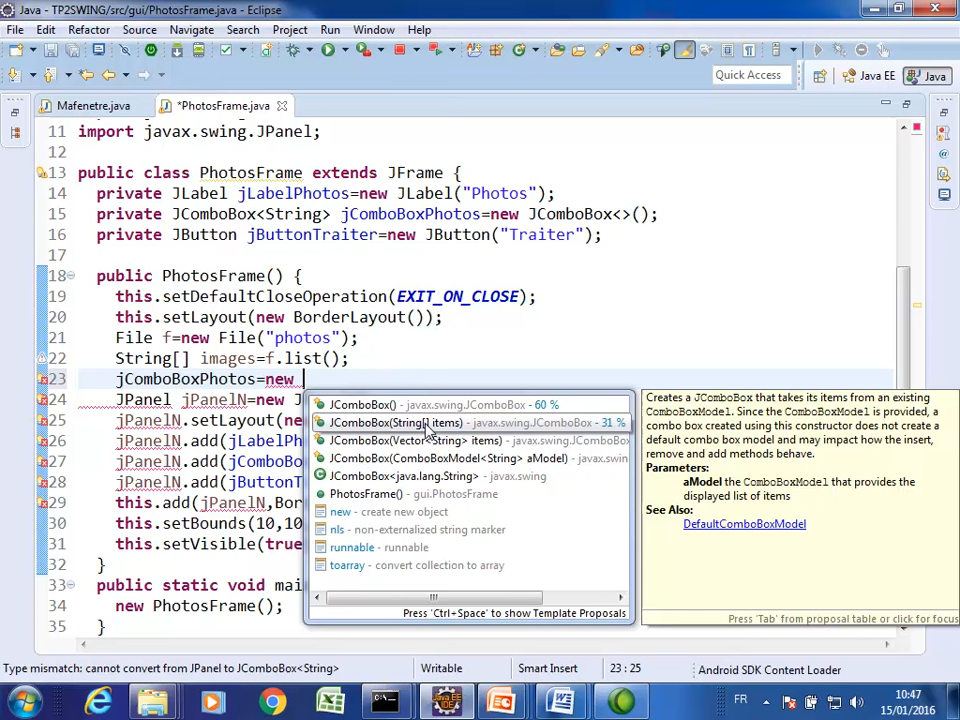 Java - TP2SWING/src/gui/PhotosFrame.java - Eclipse
File Edit Refactor Source Navigate Search Project Run Window Help
Quick Access Java EE Java
Mafenetre.java *PhotosFrame.java
11 import javax.swing.JPanel;
12
13 public class PhotosFrame extends JFrame {
14 private JLabel jLabelPhotos=new JLabel("Photos");
15 private JComboBox<String> jComboBoxPhotos=new JComboBox<>();
16 private JButton jButtonTraiter=new JButton("Traiter");
17
18 public PhotosFrame() {
19 this.setDefaultCloseOperation(EXIT_ON_CLOSE);
20 this.setLayout(new BorderLayout());
21 File f=new File("photos");
22 String[] images=f.list();
23 jComboBoxPhotos=new
24 JPanel jPanelN=new J
25 jPanelN.setLayout(ne
26 jPanelN.add(jLabelPh
27 jPanelN.add(jComboBo
28 jPanelN.add(jButtonT
29 this.add(jPanelN,Bor
30 this.setBounds(10,10
31 this.setVisible(true
32 }
33 public static void mai
34 new PhotosFrame();
35 }
JComboBox() - javax.swing.JComboBox - 60 %
JComboBox(String[] items) - javax.swing.JComboBox - 31 %
JComboBox(Vector<String> items) - javax.swing.JComboBo
JComboBox(ComboBoxModel<String> aModel) - javax.swin
JComboBox<java.lang.String> - javax.swing
PhotosFrame() - gui.PhotosFrame
new - create new object
nls - non-externalized string marker
runnable - runnable
toarray - convert collection to array
Press 'Ctrl+Space' to show Template Proposals
Creates a JComboBox that takes its items from an existing
ComboBoxModel. Since the ComboBoxModel is provided, a
combo box created using this constructor does not create a
default combo box model and may impact how the insert,
remove and add methods behave.
Parameters:
aModel the ComboBoxModel that provides the
displayed list of items
See Also:
DefaultComboBoxModel
Press 'Tab' from proposal table or click for focus
Type mismatch: cannot convert from JPanel to JComboBox<String> Writable Smart Insert 23 : 25 Android SDK Content Loader
FR 10:47
15/01/2016